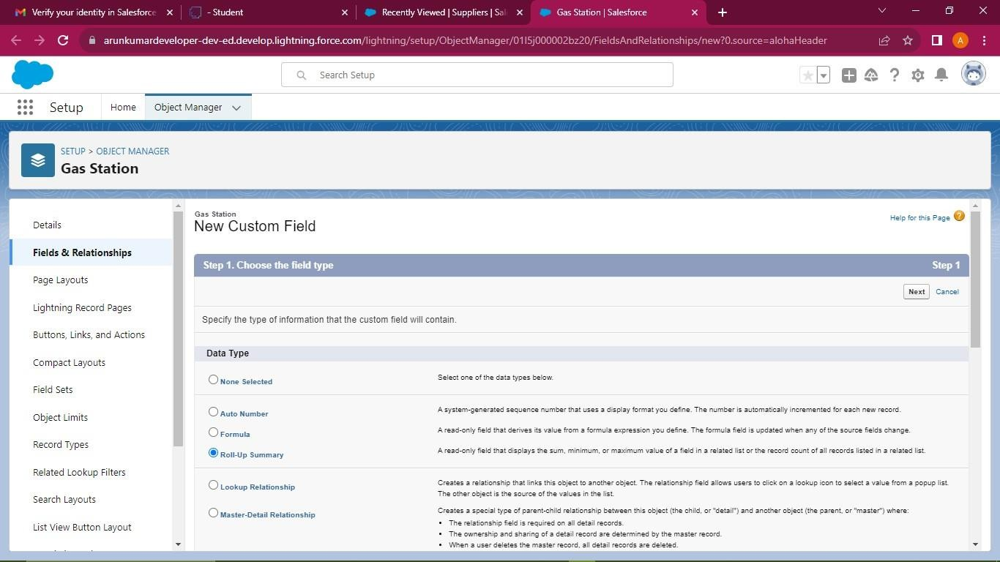 Verify your identity in Salesforce
- Student
Recently Viewed | Suppliers | Sal
Gas Station | Salesforce
arunkumardeveloper-dev-ed.develop.lightning.force.com/lightning/setup/ObjectManager/01I5j000002bz20/FieldsAndRelationships/new?0.source=alohaHeader
A
Search Setup
Setup
Home
Object Manager
SETUP > OBJECT MANAGER
Gas Station
Details
Fields & Relationships
Page Layouts
Lightning Record Pages
Buttons, Links, and Actions
Compact Layouts
Field Sets
Object Limits
Record Types
Related Lookup Filters
Search Layouts
List View Button Layout
Gas Station
New Custom Field
Help for this Page
Step 1. Choose the field type
Step 1
Next
Cancel
Specify the type of information that the custom field will contain.
Data Type
None Selected
Select one of the data types below.
Auto Number
A system-generated sequence number that uses a display format you define. The number is automatically incremented for each new record.
Formula
A read-only field that derives its value from a formula expression you define. The formula field is updated when any of the source fields change.
Roll-Up Summary
A read-only field that displays the sum, minimum, or maximum value of a field in a related list or the record count of all records listed in a related list.
Lookup Relationship
Creates a relationship that links this object to another object. The relationship field allows users to click on a lookup icon to select a value from a popup list.
The other object is the source of the values in the list.
Master-Detail Relationship
Creates a special type of parent-child relationship between this object (the child, or "detail") and another object (the parent, or "master") where:
• The relationship field is required on all detail records.
• The ownership and sharing of a detail record are determined by the master record.
• When a user deletes the master record, all detail records are deleted.